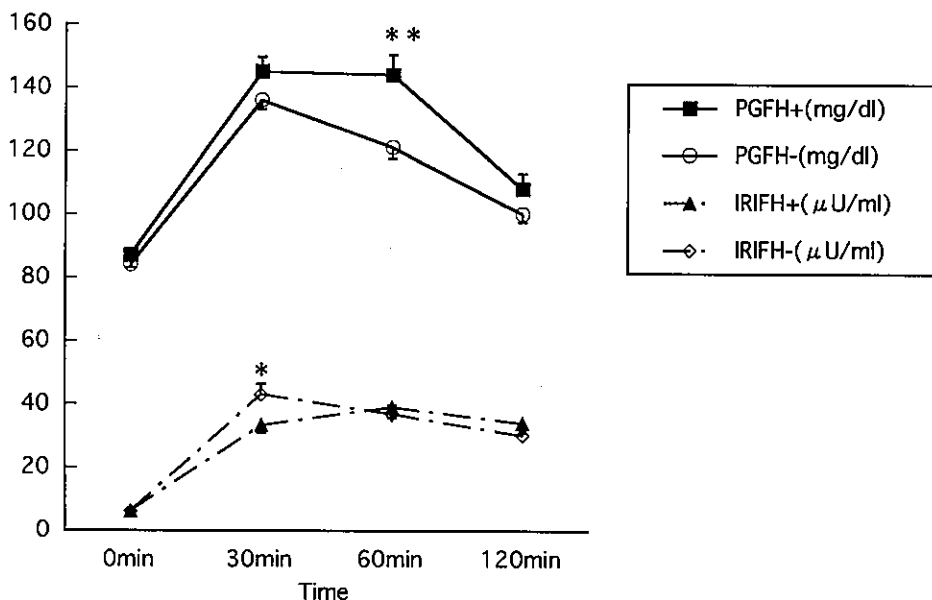 160
140
120
100
80
60
40
20
0
**
*
0min 30min 60min 120min
Time
PGFH+(mg/dl)
PGFH-(mg/dl)
IRIFH+(μU/ml)
IRIFH-(μU/ml)